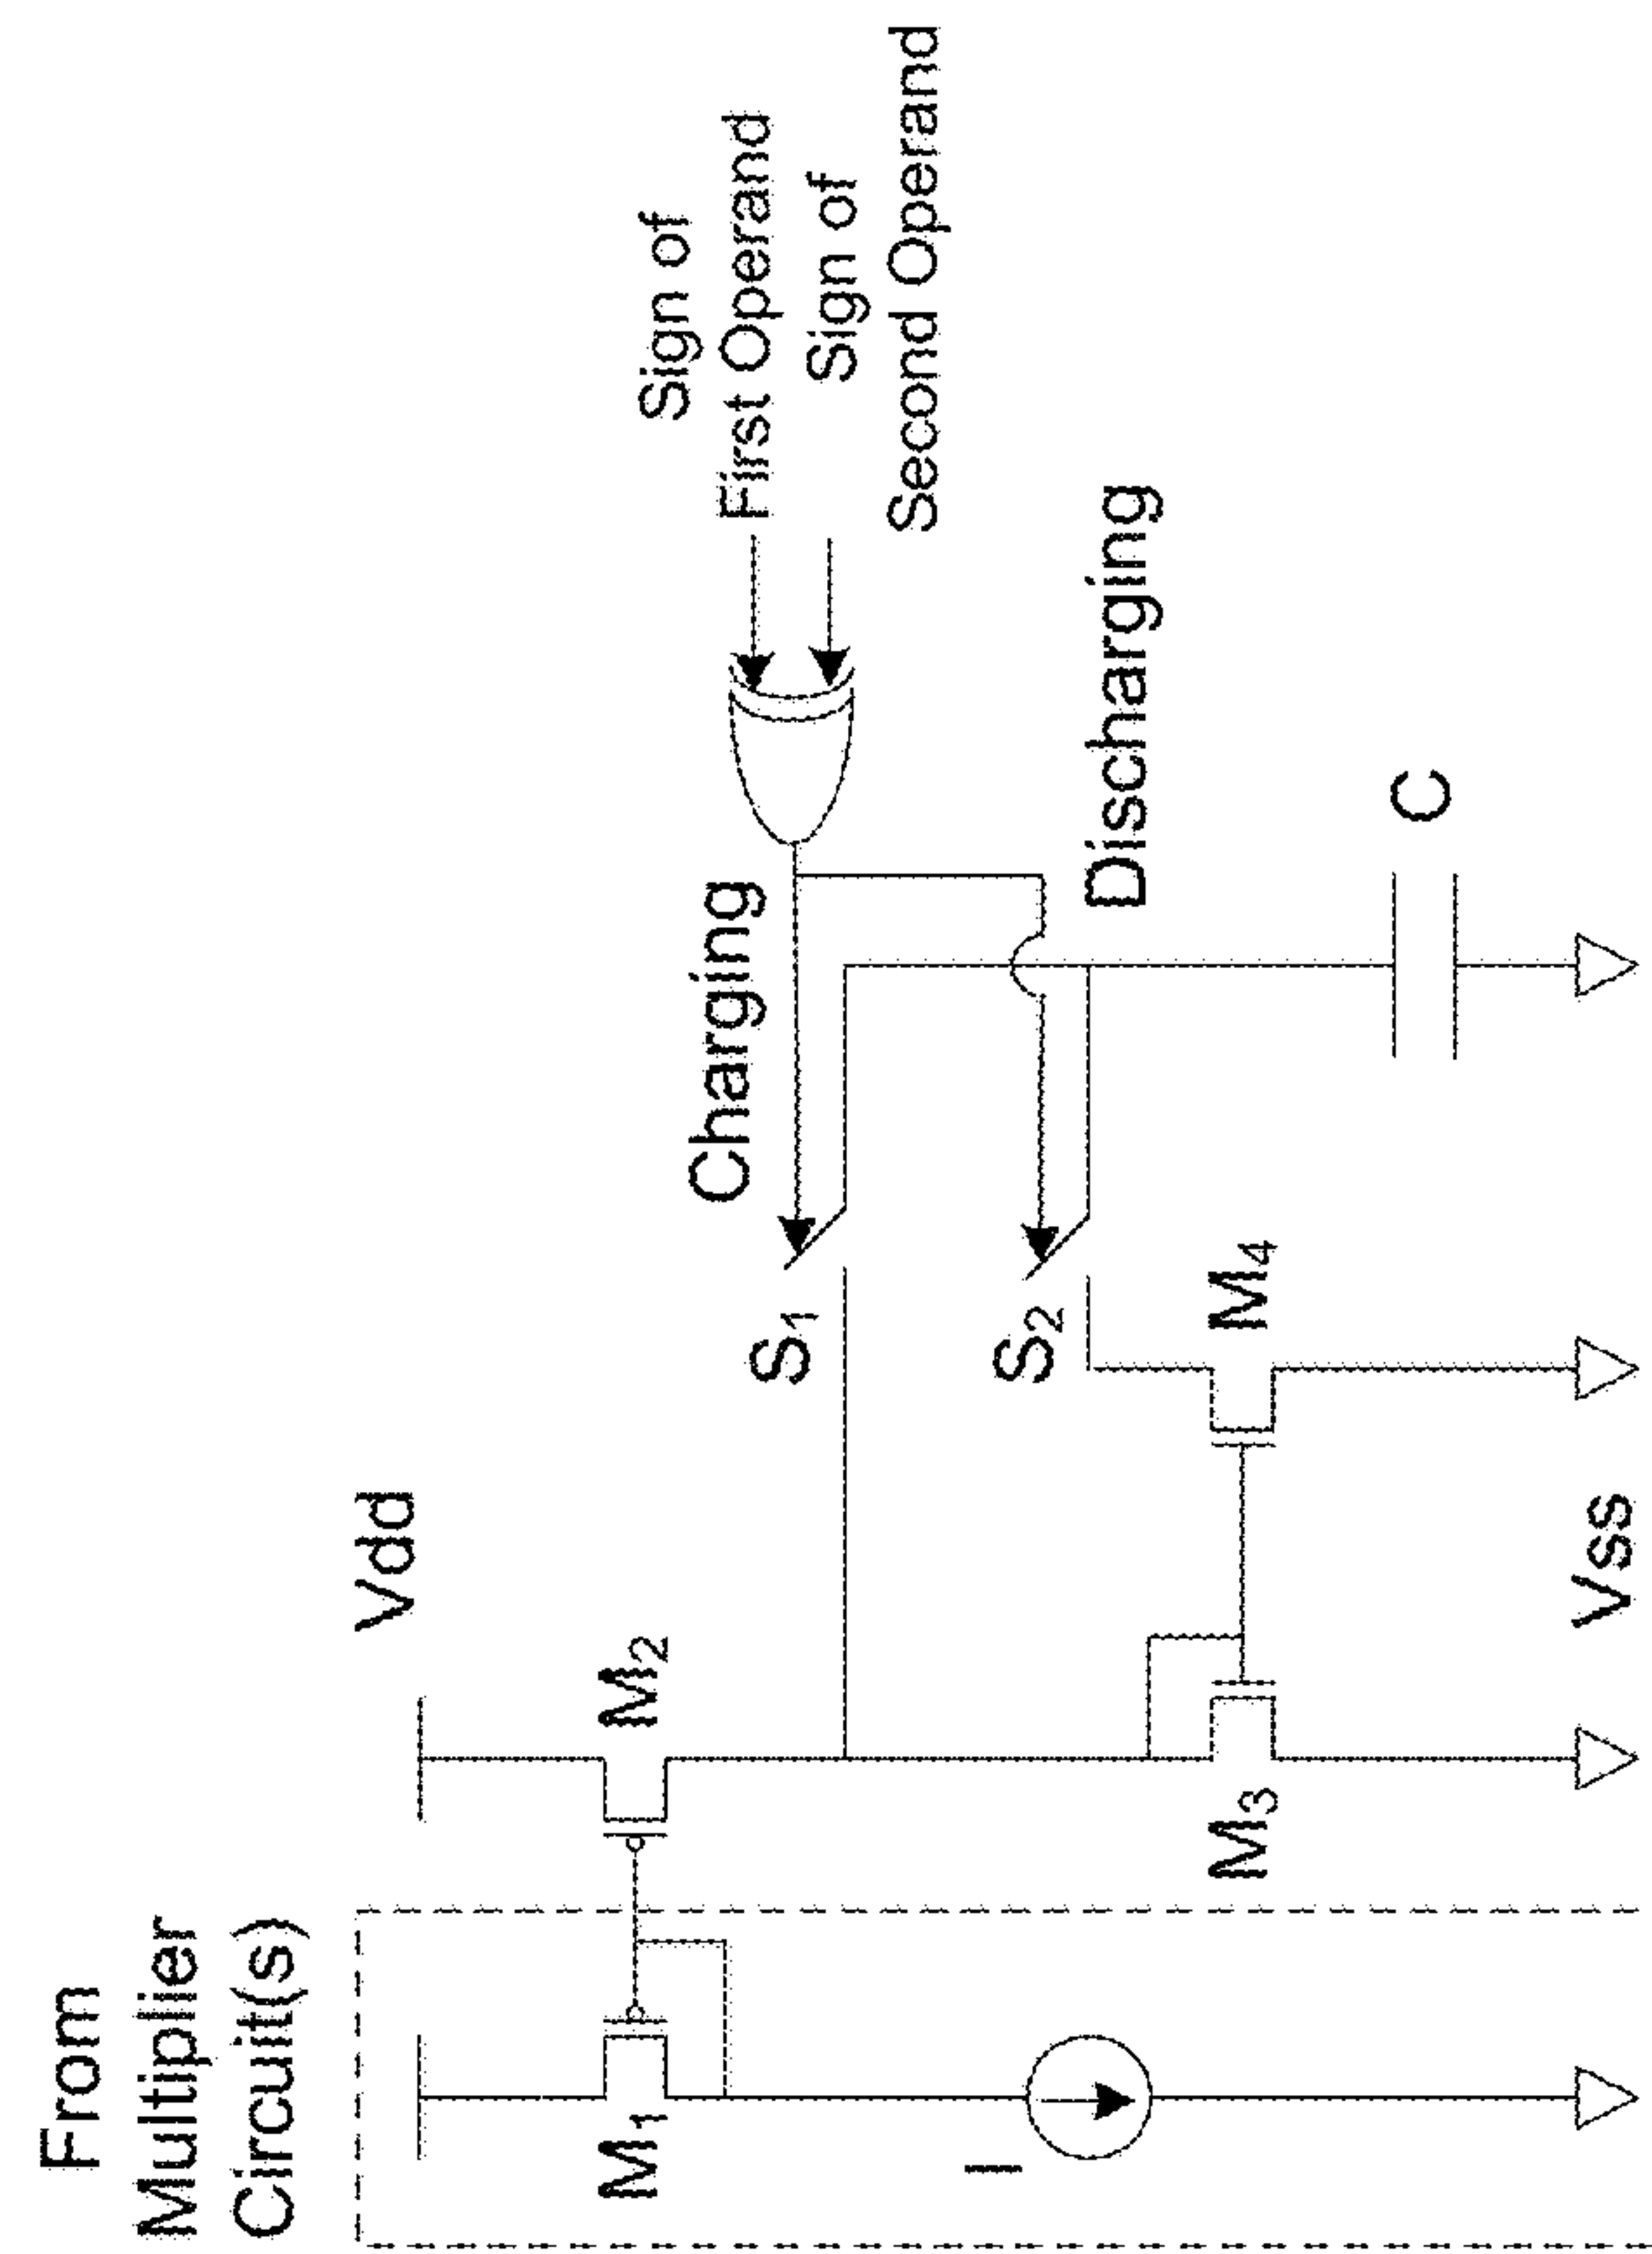 From
Multiplier
Circuit(s)
Vdd
M1
M2
I
M3
Vss
M4
S1
S2
Charging
Discharging
C
Sign of
First Operand
Sign of
Second Operand